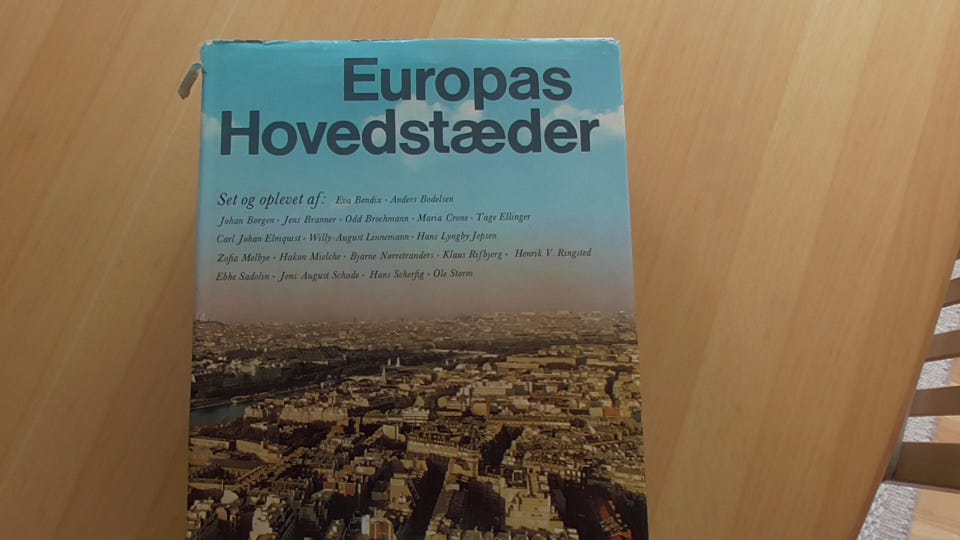 Europas
Hovedstæder
Set og oplevet af: Eva Bendix · Anders Bodelsen
Johan Borgen · Jens Branner · Odd Brochmann · Maria Crone · Tage Ellinger
Carl Johan Elmquist · Willy-August Linnemann · Hans Lyngby Jepsen
Zofia Melbye · Hakon Mielche · Bjarne Nørretranders · Klaus Rifbjerg · Henrik V. Ringsted
Ebbe Sadolin · Jens August Schade · Hans Scherfig · Ole Storm